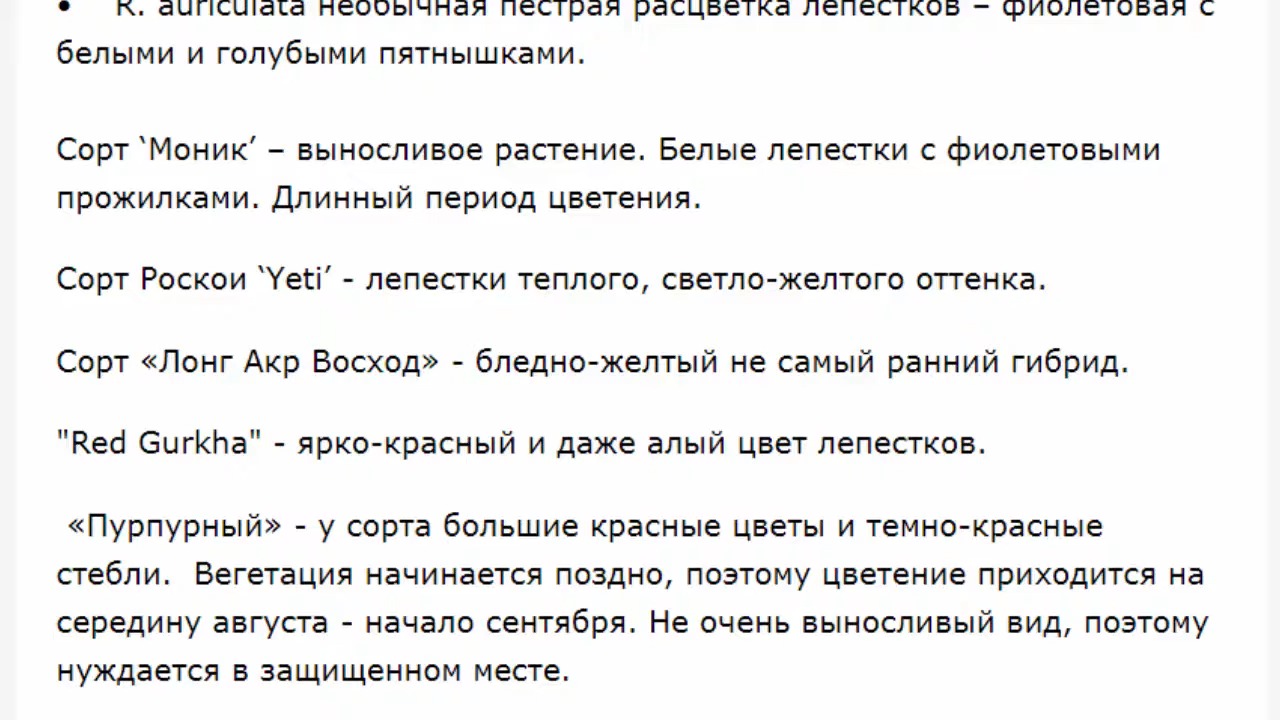 • R. auriculata необычная пестрая расцветка лепестков – фиолетовая с
белыми и голубыми пятнышками.
Сорт ‘Моник’ – выносливое растение. Белые лепестки с фиолетовыми
прожилками. Длинный период цветения.
Сорт Роскои ‘Yeti’ - лепестки теплого, светло-желтого оттенка.
Сорт «Лонг Акр Восход» - бледно-желтый не самый ранний гибрид.
"Red Gurkha" - ярко-красный и даже алый цвет лепестков.
«Пурпурный» - у сорта большие красные цветы и темно-красные
стебли.  Вегетация начинается поздно, поэтому цветение приходится на
середину августа - начало сентября. Не очень выносливый вид, поэтому
нуждается в защищенном месте.